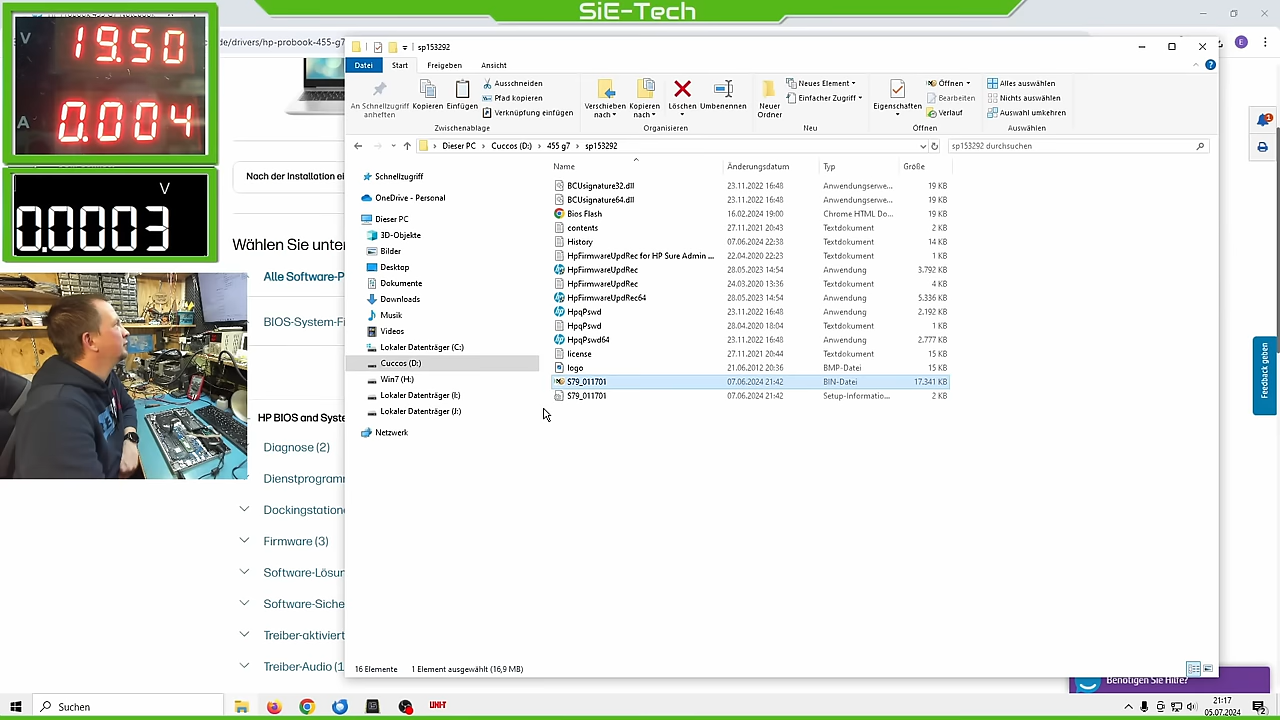 SiE-Tech
V 19.50
A 0.004
V
0.0003
de/drivers/hp-probook-455-g7
sp153292
Datei Start Freigeben Ansicht
An Schnellzugriff anheften
Kopieren
Einfügen
Ausschneiden
Pfad kopieren
Verknüpfung einfügen
Zwischenablage
Verschieben nach
Kopieren nach
Löschen
Umbenennen
Organisieren
Neuer Ordner
Neues Element
Einfacher Zugriff
Neu
Eigenschaften
Öffnen
Bearbeiten
Verlauf
Öffnen
Alles auswählen
Nichts auswählen
Auswahl umkehren
Auswählen
Dieser PC > Cuccos (D:) > 455 g7 > sp153292
sp153292 durchsuchen
Schnellzugriff
OneDrive - Personal
Dieser PC
3D-Objekte
Bilder
Desktop
Dokumente
Downloads
Musik
Videos
Lokaler Datenträger (C:)
Cuccos (D:)
Win7 (H:)
Lokaler Datenträger (I:)
Lokaler Datenträger (J:)
Netzwerk
Name Änderungsdatum Typ Größe
BCUsignature32.dll 23.11.2022 16:48 Anwendungserwe... 19 KB
BCUsignature64.dll 23.11.2022 16:48 Anwendungserwe... 19 KB
Bios Flash 16.02.2024 19:00 Chrome HTML Do... 19 KB
contents 27.11.2021 20:43 Textdokument 2 KB
History 07.06.2024 22:38 Textdokument 14 KB
HpFirmwareUpdRec for HP Sure Admin ... 22.04.2020 22:23 Textdokument 4 KB
HpFirmwareUpdRec 28.05.2023 14:54 Anwendung 3.792 KB
HpFirmwareUpdRec 24.03.2020 13:36 Textdokument 4 KB
HpFirmwareUpdRec64 28.05.2023 14:54 Anwendung 5.336 KB
HpqPswd 23.11.2022 16:48 Anwendung 2.192 KB
HpqPswd 28.04.2020 18:04 Textdokument 1 KB
HpqPswd64 23.11.2022 16:48 Anwendung 2.777 KB
license 27.11.2021 20:44 Textdokument 15 KB
logo 21.06.2012 20:36 BMP-Datei 15 KB
S79_011701 07.06.2024 21:42 BIN-Datei 17.341 KB
S79_011701 07.06.2024 21:42 Setup-Informatio... 2 KB
16 Elemente 1 Element ausgewählt (16,9 MB)
Nach der Installation ei
Wählen Sie unter
Alle Software-P
BIOS-System-Fi
HP BIOS and Syste
Diagnose (2)
Dienstprogram
Dockingstation
Firmware (3)
Software-Lösu
Software-Siche
Treiber-aktiviert
Treiber-Audio (1
E
1
Feedback geben
Benötigen Sie Hilfe?
Suchen
UNI-T
21:17
05.07.2024
2